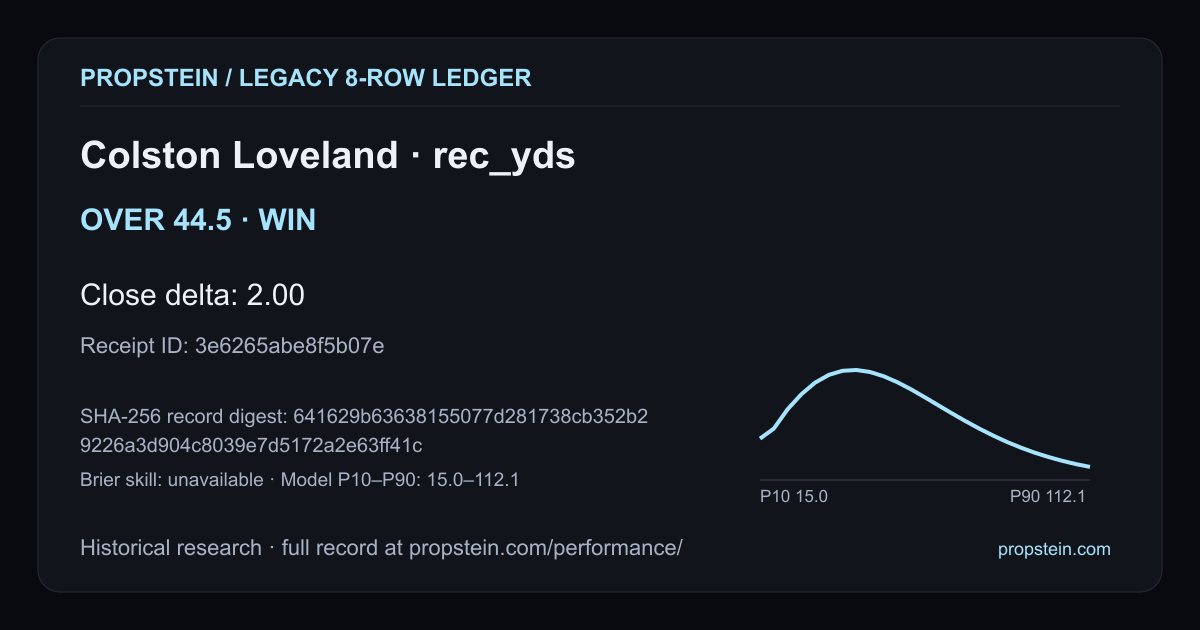 PROPSTEIN / LEGACY 8-ROW LEDGER
Colston Loveland · rec_yds
OVER 44.5 · WIN
Close delta: 2.00
Receipt ID: 3e6265abe8f5b07e
SHA-256 record digest: 641629b63638155077d281738cb352b2
9226a3d904c8039e7d5172a2e63ff41c
Brier skill: unavailable · Model P10–P90: 15.0–112.1
P10 15.0
P90 112.1
Historical research · full record at propstein.com/performance/
propstein.com